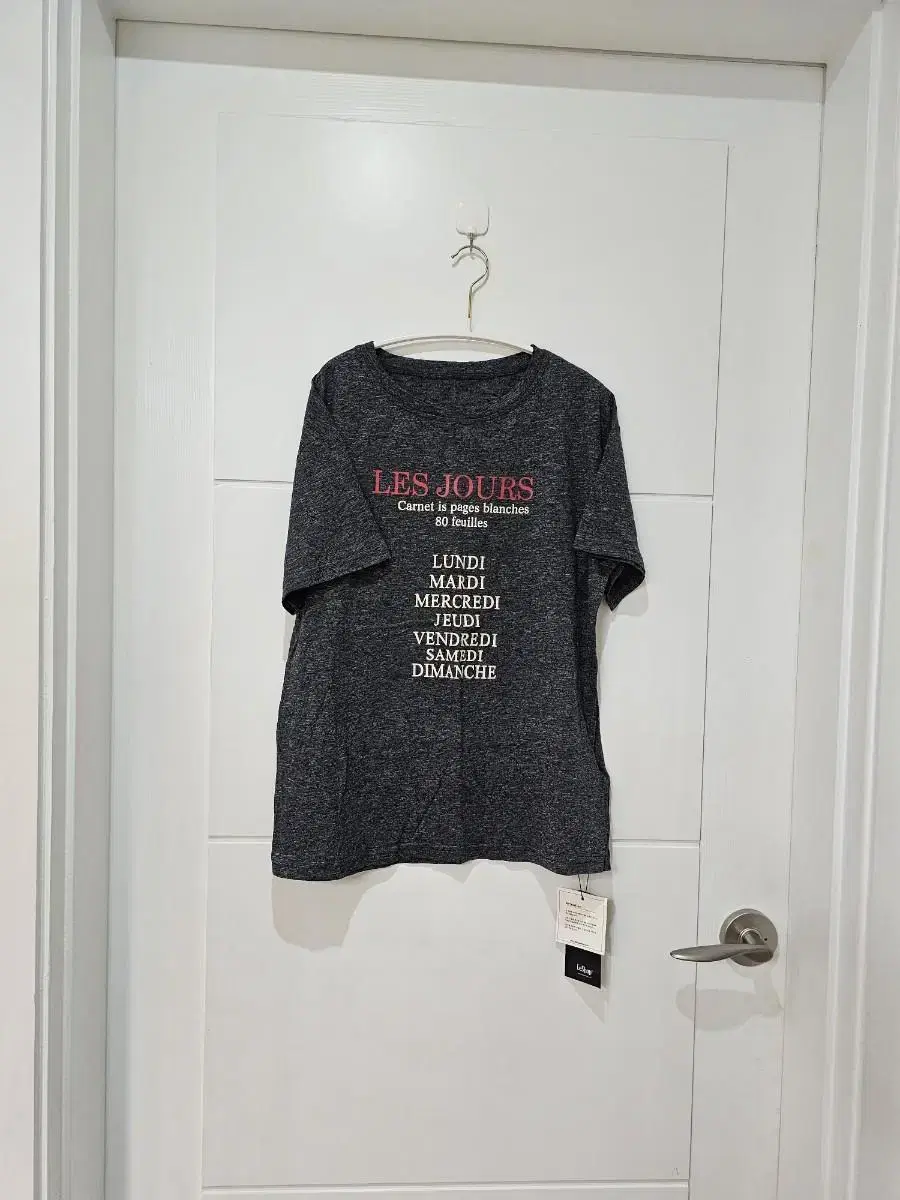 LES JOURS
Carnet is pages blanches
80 feuilles
LUNDI
MARDI
MERCREDI
JEUDI
VENDREDI
SAMEDI
DIMANCHE